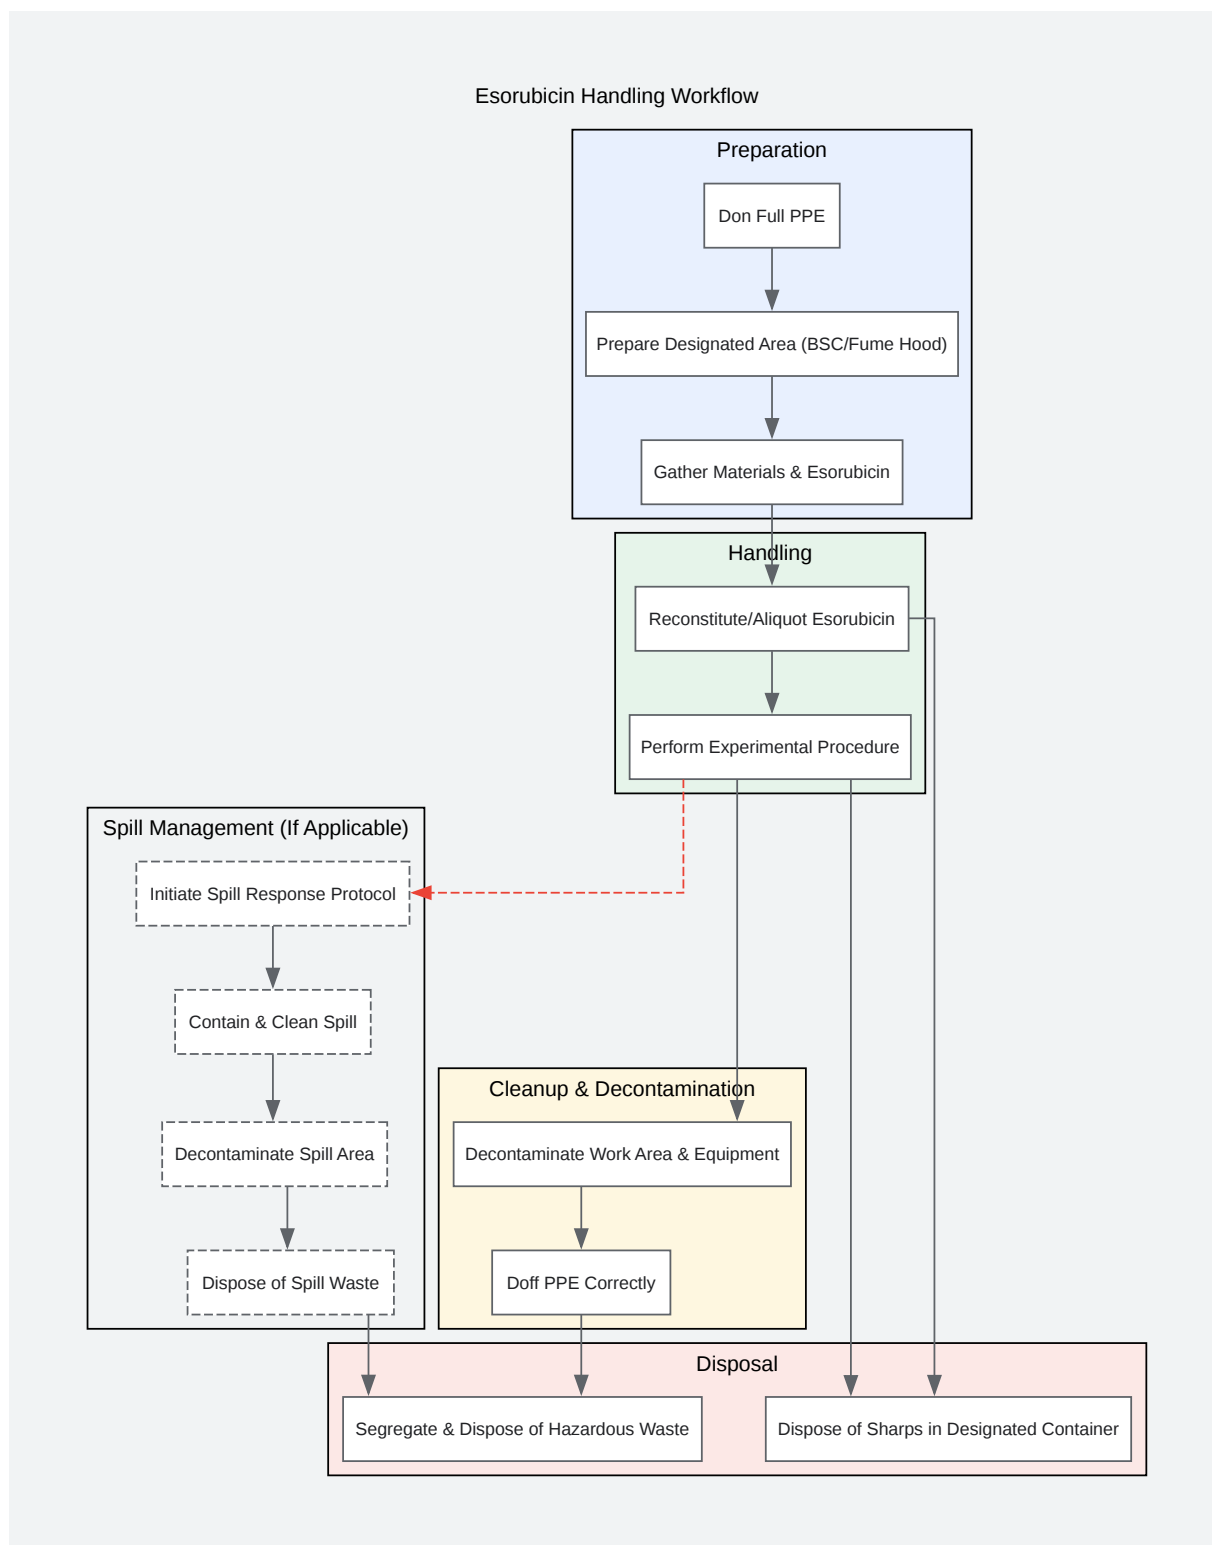 Esorubicin Handling Workflow
Preparation
Don Full PPE
Prepare Designated Area (BSC/Fume Hood)
Gather Materials & Esorubicin
Handling
Reconstitute/Aliquot Esorubicin
Perform Experimental Procedure
Spill Management (If Applicable)
Initiate Spill Response Protocol
Contain & Clean Spill
Decontaminate Spill Area
Dispose of Spill Waste
Cleanup & Decontamination
Decontaminate Work Area & Equipment
Doff PPE Correctly
Disposal
Segregate & Dispose of Hazardous Waste
Dispose of Sharps in Designated Container